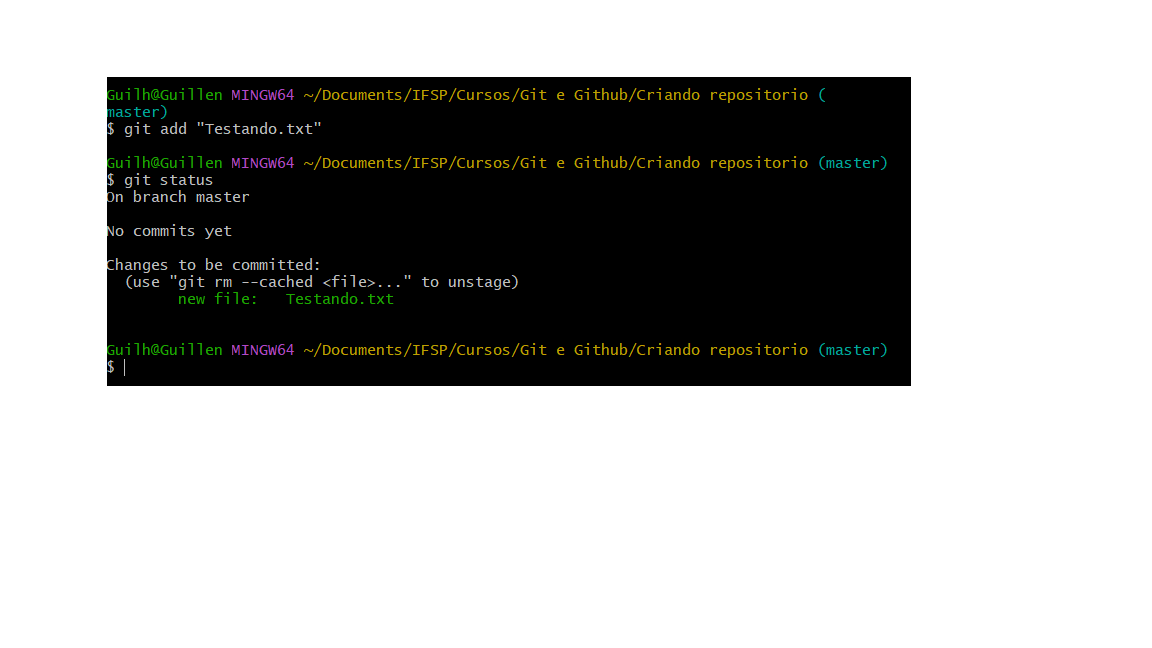 Guilh@Guillen MINGW64 ~/Documents/IFSP/Cursos/Git e Github/Criando repositorio (
master)
$ git add "Testando.txt"
Guilh@Guillen MINGW64 ~/Documents/IFSP/Cursos/Git e Github/Criando repositorio (master)
$ git status
On branch master
No commits yet
Changes to be committed:
  (use "git rm --cached <file>..." to unstage)
        new file:   Testando.txt
Guilh@Guillen MINGW64 ~/Documents/IFSP/Cursos/Git e Github/Criando repositorio (master)
$